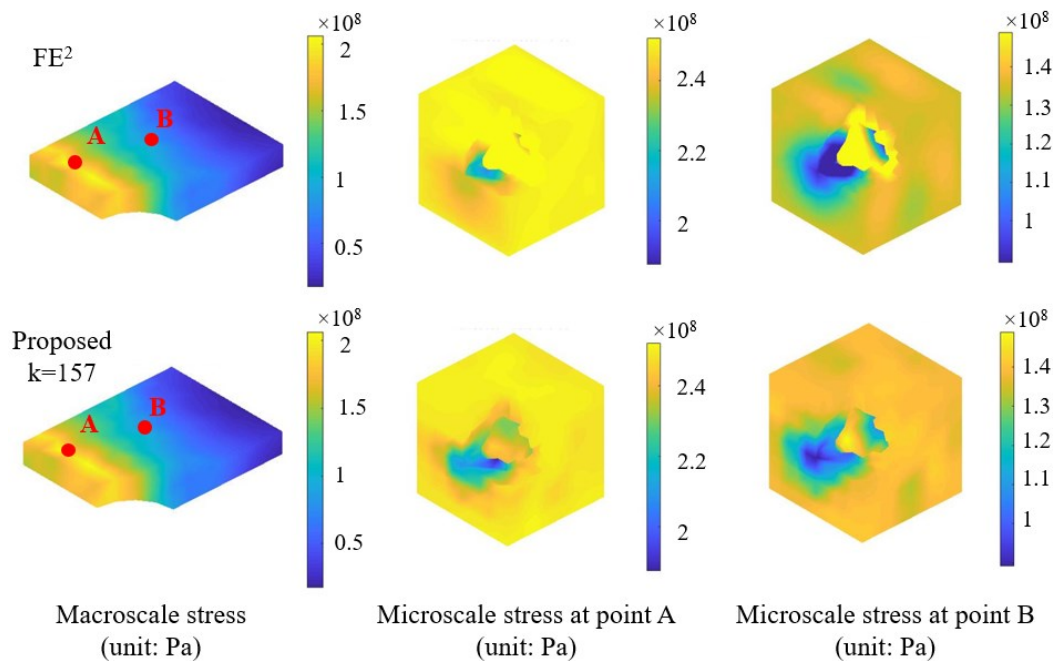 FE²
×10⁸
2
1.5
1
0.5
A
B
×10⁸
2.4
2.2
2
×10⁸
1.4
1.3
1.2
1.1
1
Proposed
k=157
×10⁸
2
1.5
1
0.5
A
B
×10⁸
2.4
2.2
2
×10⁸
1.4
1.3
1.2
1.1
1
Macroscale stress
(unit: Pa)
Microscale stress at point A
(unit: Pa)
Microscale stress at point B
(unit: Pa)